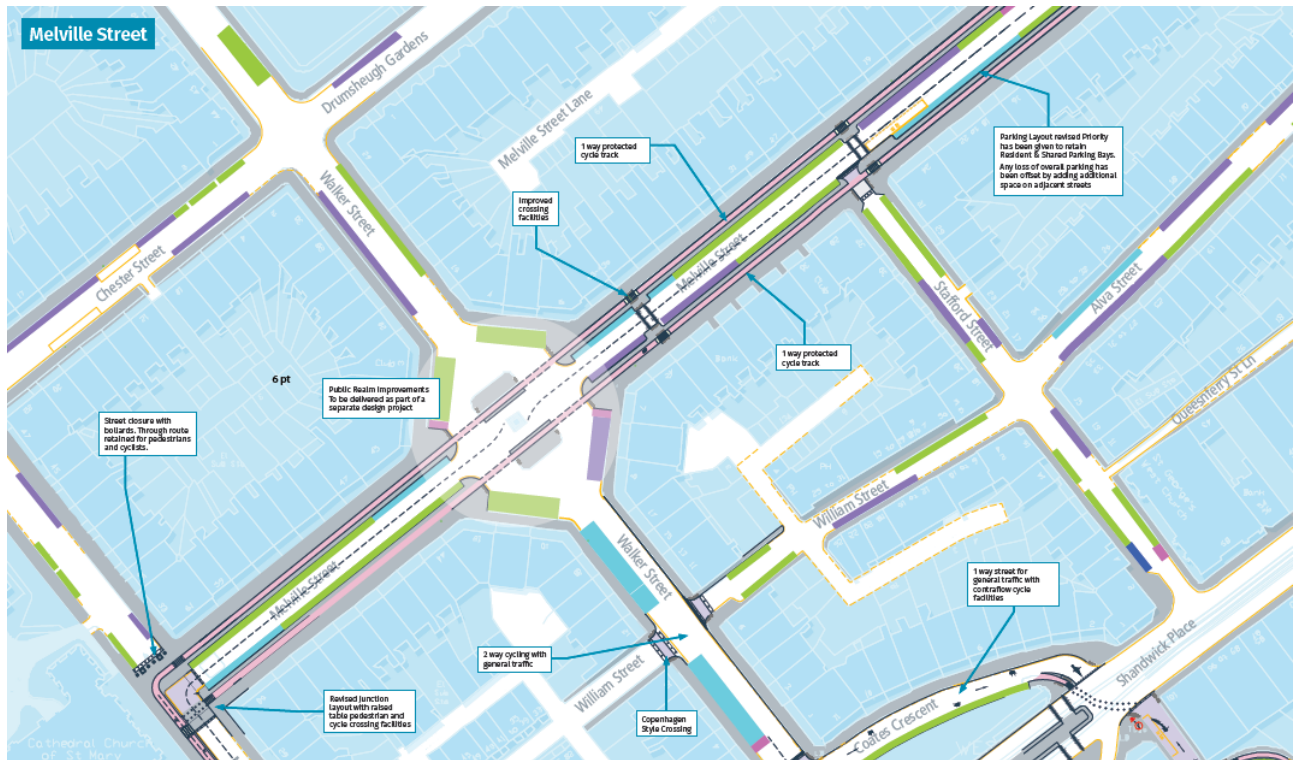 Melville Street
Drumsheugh Gardens
Melville Street Lane
1 way protected
cycle track
Parking Layout revised Priority
has been given to retain
Resident & Shared Parking Bays.
Any loss of overall parking has
been offset by adding additional
space on adjacent streets
Improved
crossing
facilities
Walker Street
Chester Street
Melville Street
Stafford Street
Alva Street
1 way protected
cycle track
Queensferry St Ln
6 pt
Public Realm Improvements
To be delivered as part of a
separate design project
Street closure with
bollards. Through route
retained for pedestrians
and cyclists.
Bank
PH
St George's
William Street
Walker Street
Melville Street
1 way street for
general traffic with
contraflow cycle
facilities
Shandwick Place
2 way cycling with
general traffic
William Street
Revised junction
layout with raised
table pedestrian and
cycle crossing facilities
Copenhagen
Style Crossing
Coates Crescent
Cathedral Church
of St Mary